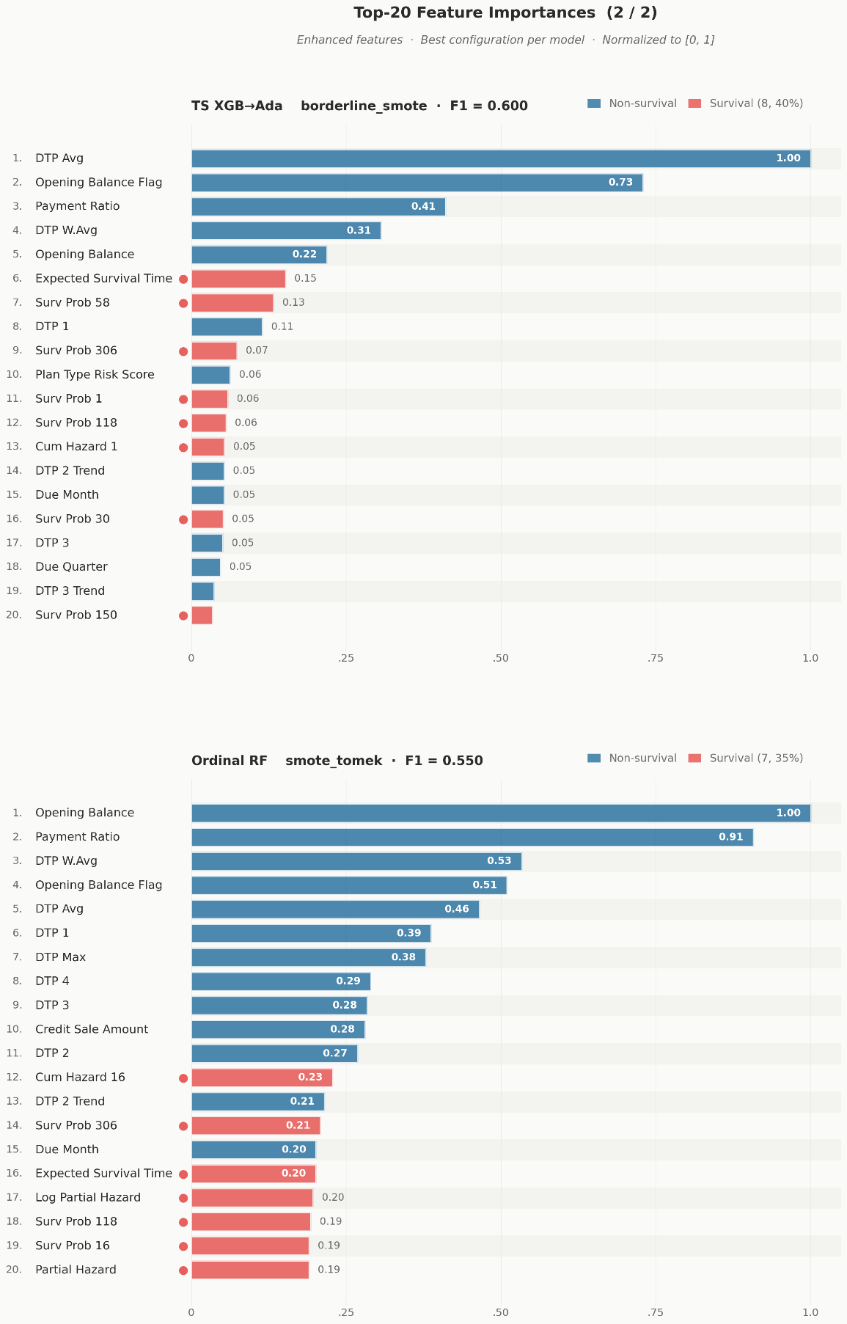 Top-20 Feature Importances (2 / 2)
Enhanced features · Best configuration per model · Normalized to [0, 1]
TS XGB→Ada borderline_smote · F1 = 0.600 Non-survival Survival (8, 40%)
1. DTP Avg 1.00
2. Opening Balance Flag 0.73
3. Payment Ratio 0.41
4. DTP W.Avg 0.31
5. Opening Balance 0.22
6. Expected Survival Time 0.15
7. Surv Prob 58 0.13
8. DTP 1 0.11
9. Surv Prob 306 0.07
10. Plan Type Risk Score 0.06
11. Surv Prob 1 0.06
12. Surv Prob 118 0.06
13. Cum Hazard 1 0.05
14. DTP 2 Trend 0.05
15. Due Month 0.05
16. Surv Prob 30 0.05
17. DTP 3 0.05
18. Due Quarter 0.05
19. DTP 3 Trend
20. Surv Prob 150
0 .25 .50 .75 1.0
Ordinal RF smote_tomek · F1 = 0.550 Non-survival Survival (7, 35%)
1. Opening Balance 1.00
2. Payment Ratio 0.91
3. DTP W.Avg 0.53
4. Opening Balance Flag 0.51
5. DTP Avg 0.46
6. DTP 1 0.39
7. DTP Max 0.38
8. DTP 4 0.29
9. DTP 3 0.28
10. Credit Sale Amount 0.28
11. DTP 2 0.27
12. Cum Hazard 16 0.23
13. DTP 2 Trend 0.21
14. Surv Prob 306 0.21
15. Due Month 0.20
16. Expected Survival Time 0.20
17. Log Partial Hazard 0.20
18. Surv Prob 118 0.19
19. Surv Prob 16 0.19
20. Partial Hazard 0.19
0 .25 .50 .75 1.0